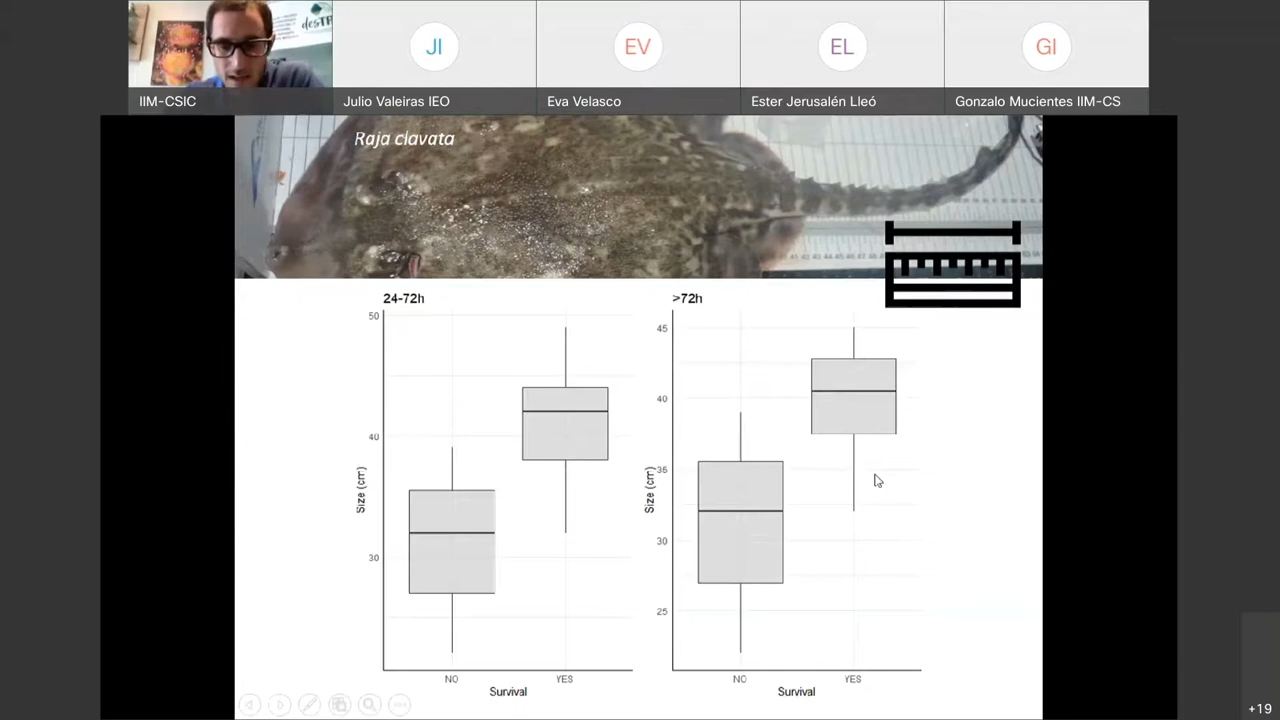 desTR
JI
EV
EL
GI
IIM-CSIC
Julio Valeiras IEO
Eva Velasco
Ester Jerusalén Lleó
Gonzalo Mucientes IIM-CS
Raja clavata
24-72h
50
40
30
Size (cm)
NO
YES
Survival
>72h
45
40
35
30
25
Size (cm)
NO
YES
Survival
+19